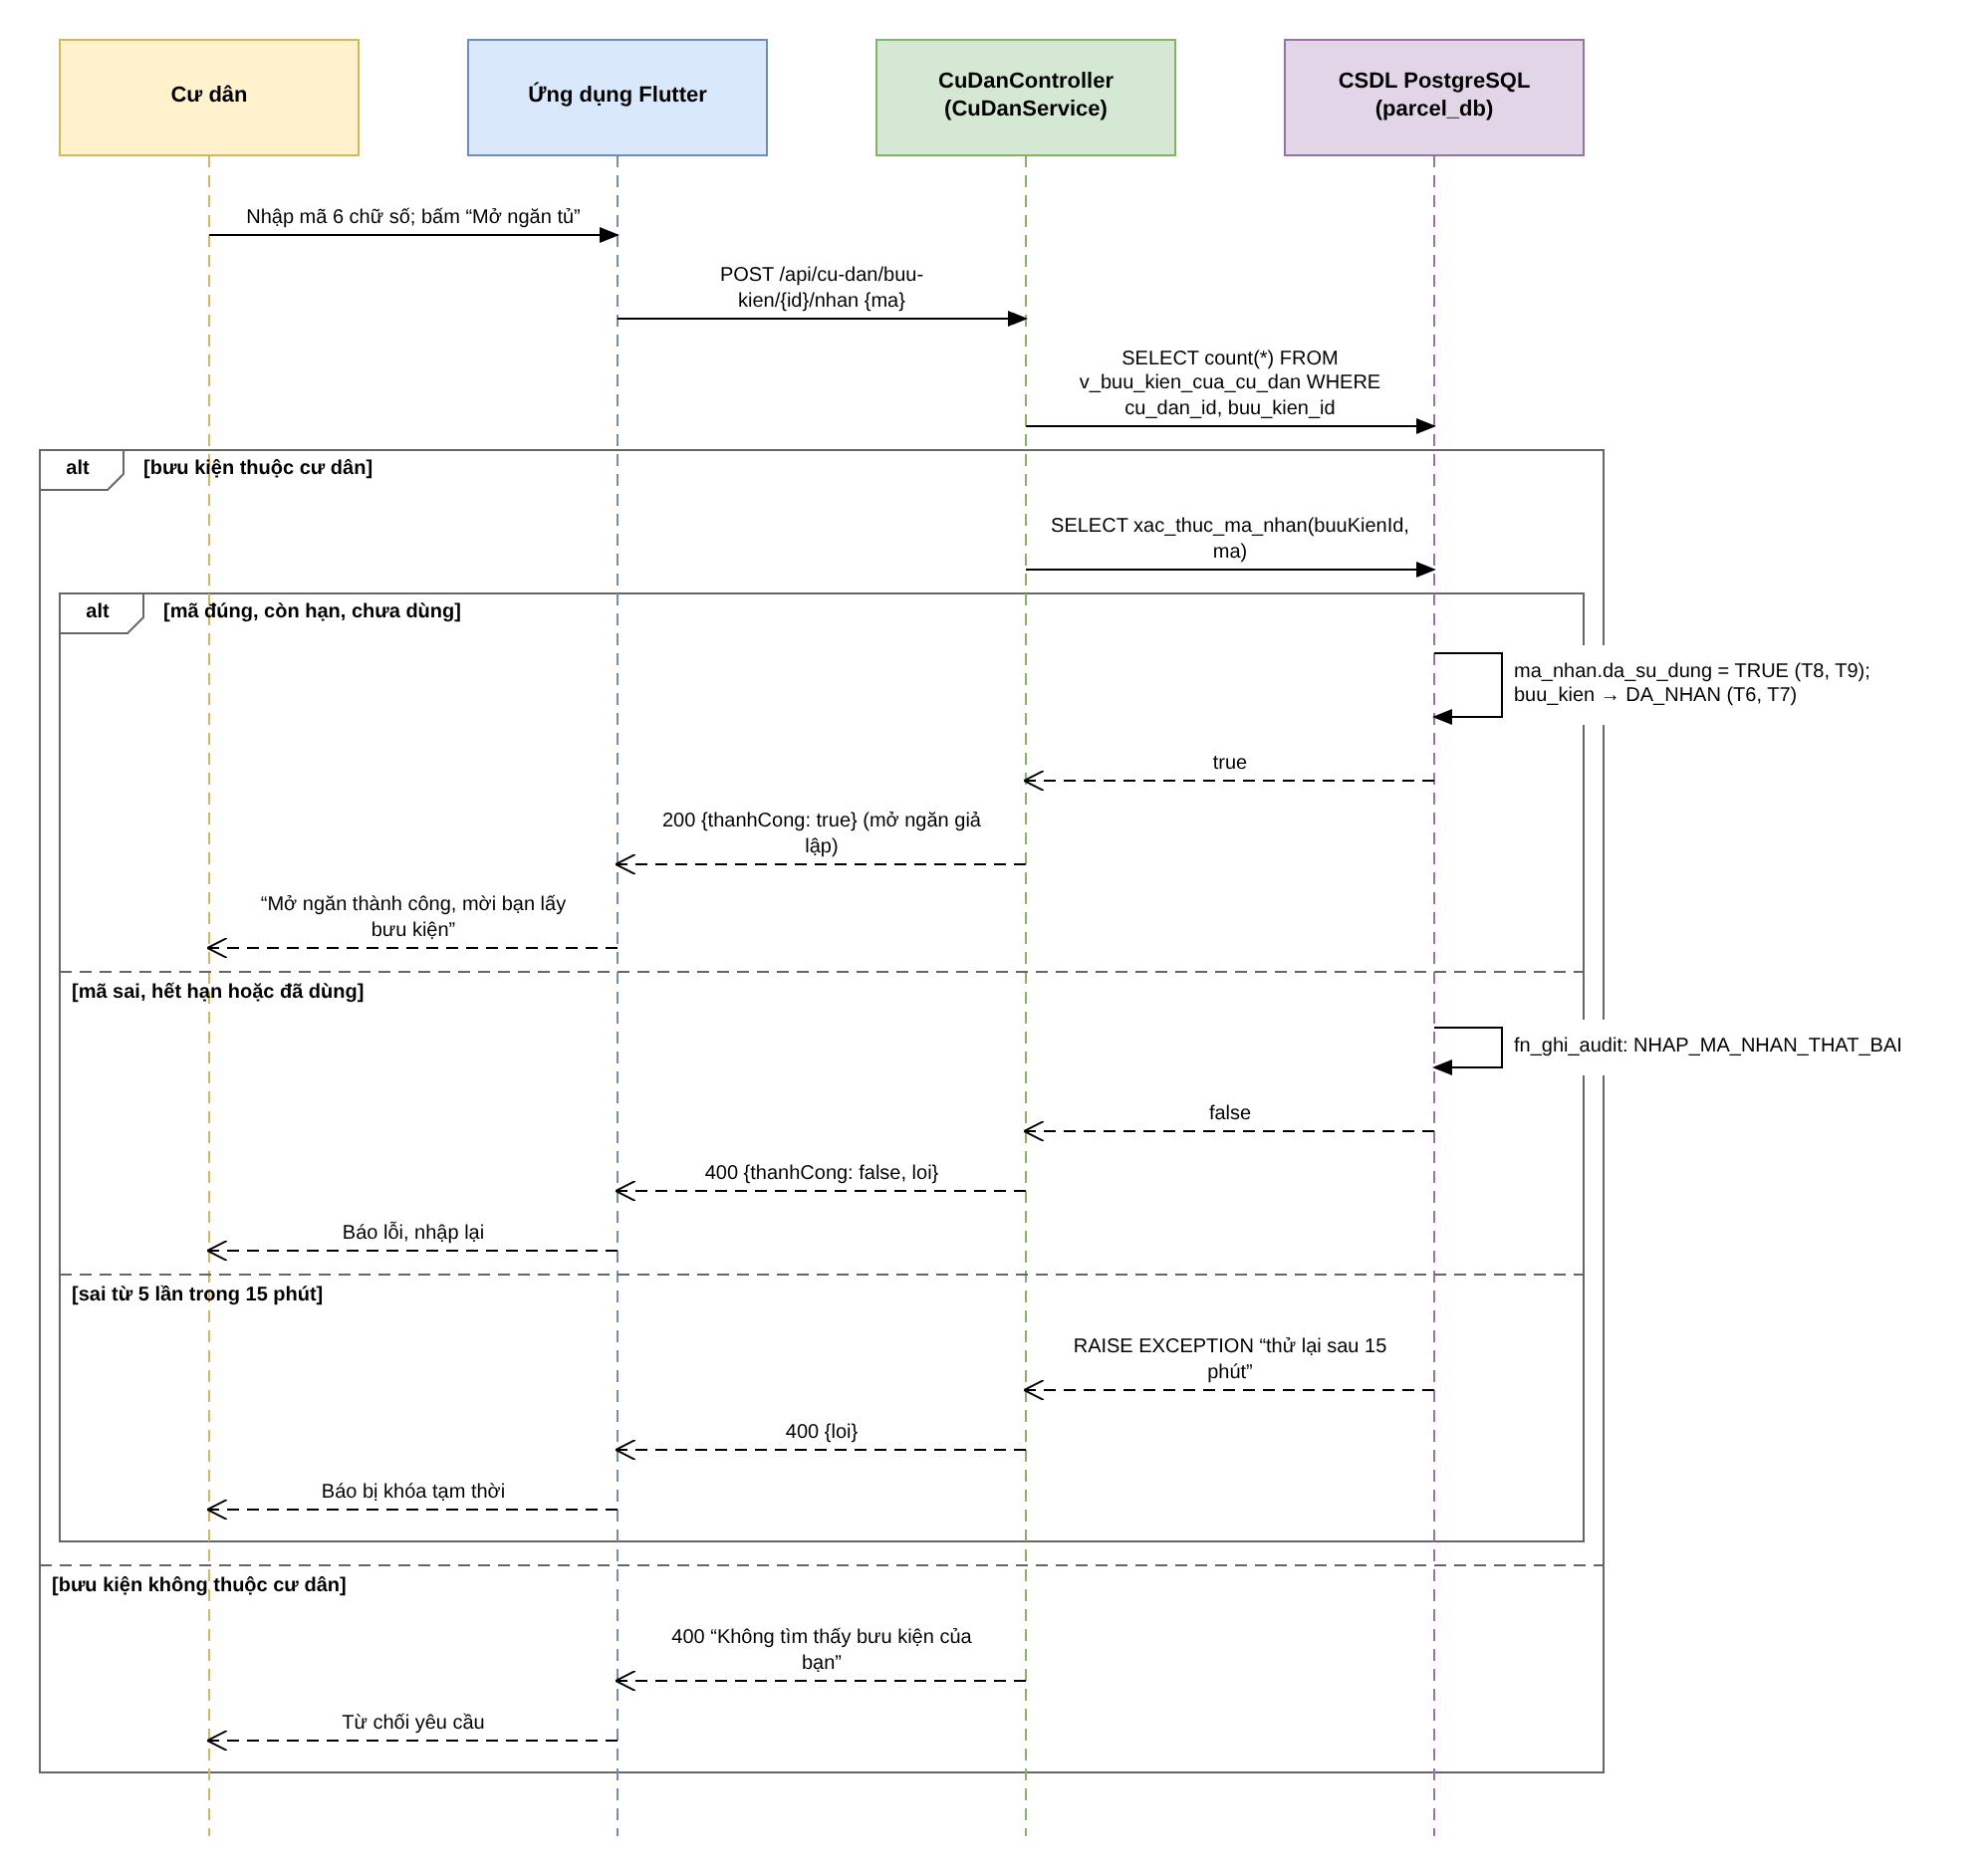 Cư dân
Ứng dụng Flutter
CuDanController
(CuDanService)
CSDL PostgreSQL
(parcel_db)
Nhập mã 6 chữ số; bấm “Mở ngăn tủ”
POST /api/cu-dan/buu-
kien/{id}/nhan {ma}
SELECT count(*) FROM
v_buu_kien_cua_cu_dan WHERE
cu_dan_id, buu_kien_id
alt
[bưu kiện thuộc cư dân]
SELECT xac_thuc_ma_nhan(buuKienId,
ma)
alt
[mã đúng, còn hạn, chưa dùng]
ma_nhan.da_su_dung = TRUE (T8, T9);
buu_kien → DA_NHAN (T6, T7)
true
200 {thanhCong: true} (mở ngăn giả
lập)
“Mở ngăn thành công, mời bạn lấy
bưu kiện”
[mã sai, hết hạn hoặc đã dùng]
fn_ghi_audit: NHAP_MA_NHAN_THAT_BAI
false
400 {thanhCong: false, loi}
Báo lỗi, nhập lại
[sai từ 5 lần trong 15 phút]
RAISE EXCEPTION “thử lại sau 15
phút”
400 {loi}
Báo bị khóa tạm thời
[bưu kiện không thuộc cư dân]
400 “Không tìm thấy bưu kiện của
bạn”
Từ chối yêu cầu